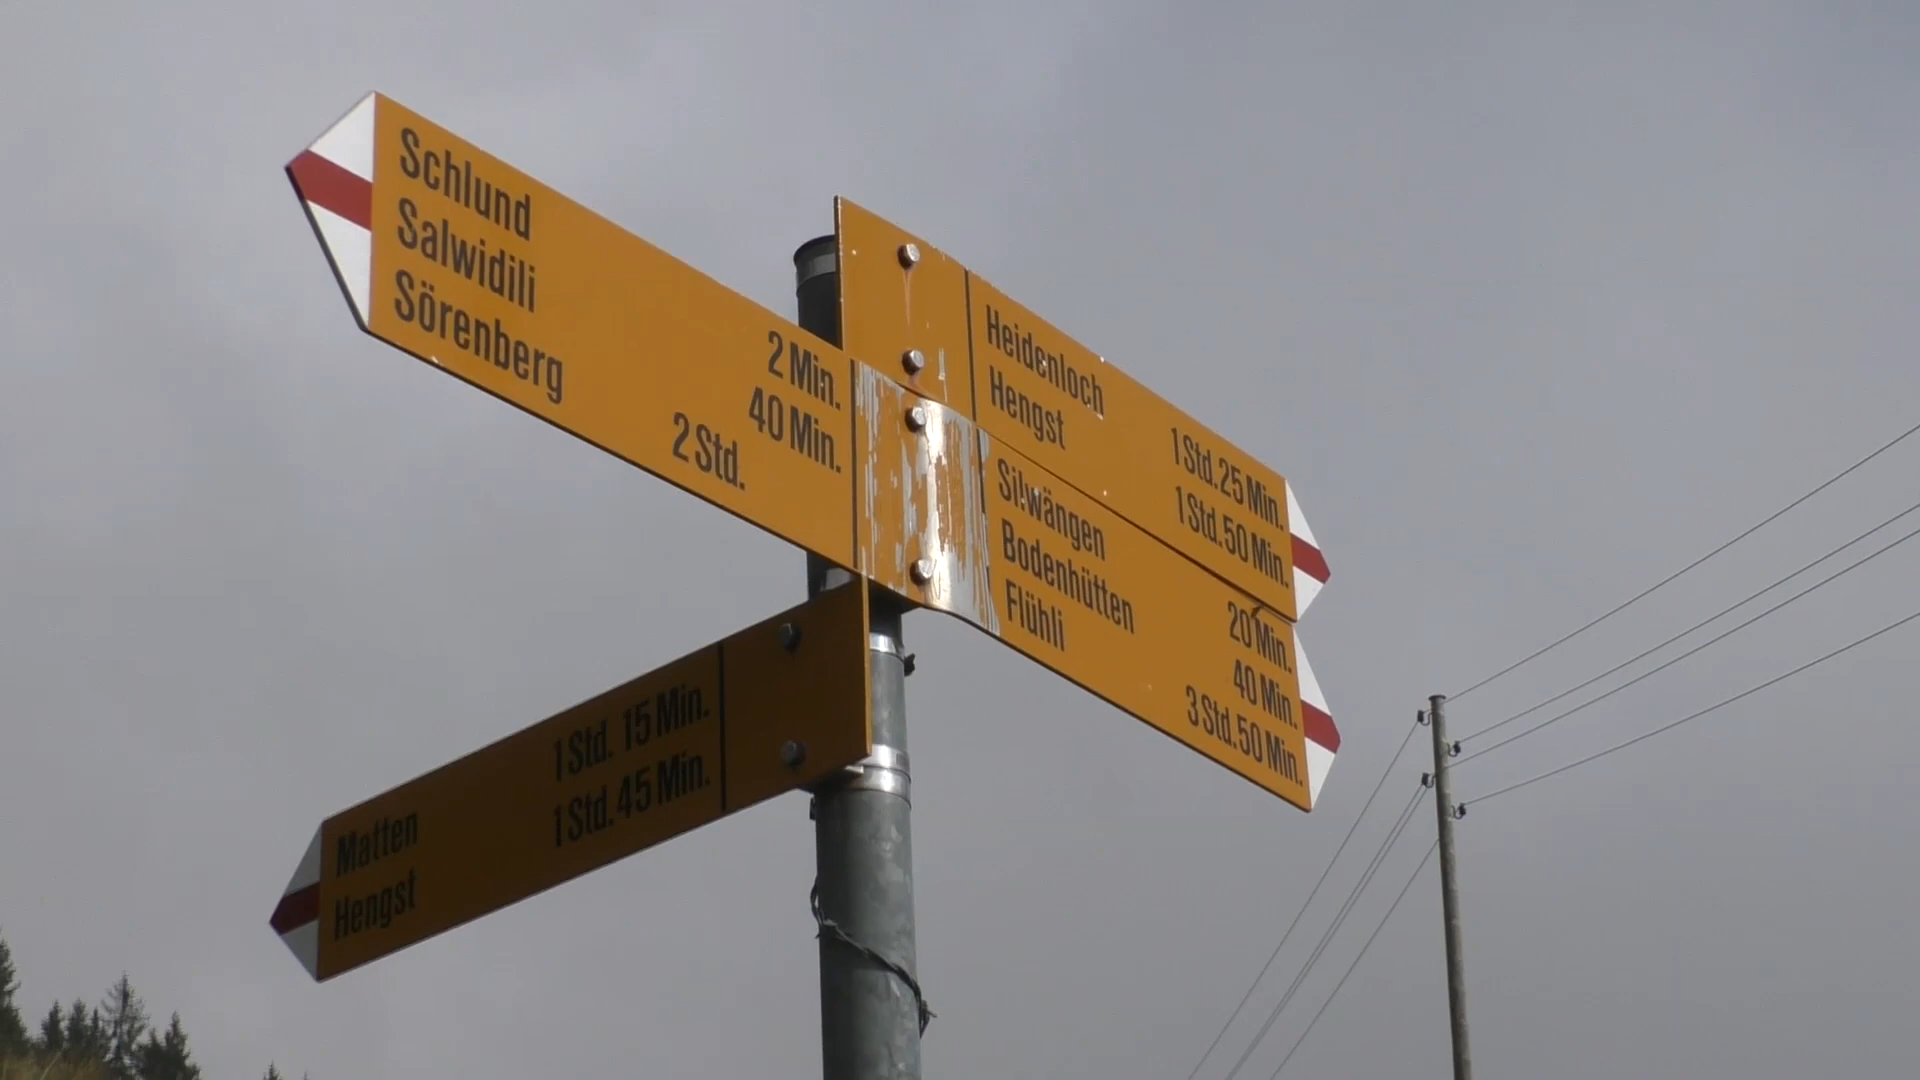 Schlund 2 Min.
Salwidili 40 Min.
Sörenberg 2 Std.
Heidenloch 1 Std. 25 Min.
Hengst 1 Std. 50 Min.
Silwängen 20 Min.
Bodenhütten 40 Min.
Flühli 3 Std. 50 Min.
Matten 1 Std. 15 Min.
Hengst 1 Std. 45 Min.